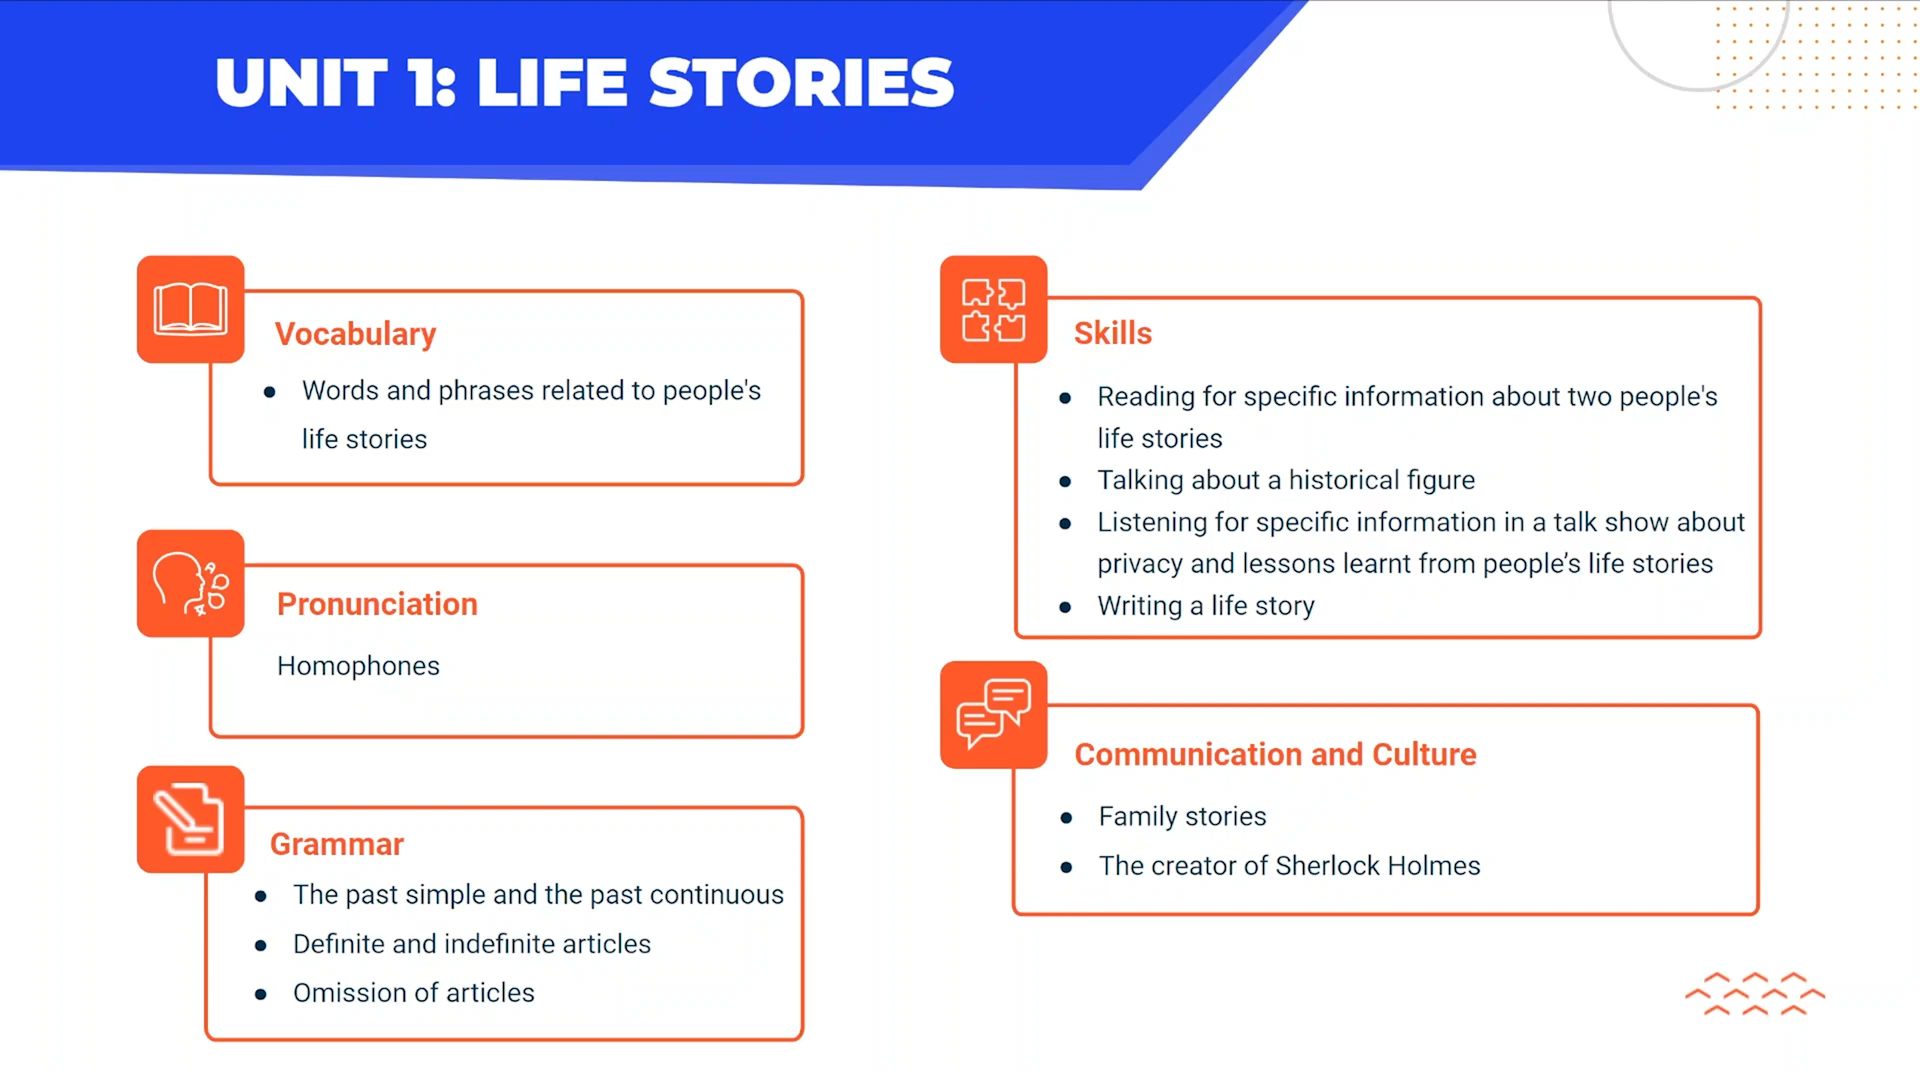 UNIT 1: LIFE STORIES
Vocabulary
● Words and phrases related to people's
life stories
Pronunciation
Homophones
Grammar
● The past simple and the past continuous
● Definite and indefinite articles
● Omission of articles
Skills
● Reading for specific information about two people's
life stories
● Talking about a historical figure
● Listening for specific information in a talk show about
privacy and lessons learnt from people’s life stories
● Writing a life story
Communication and Culture
● Family stories
● The creator of Sherlock Holmes